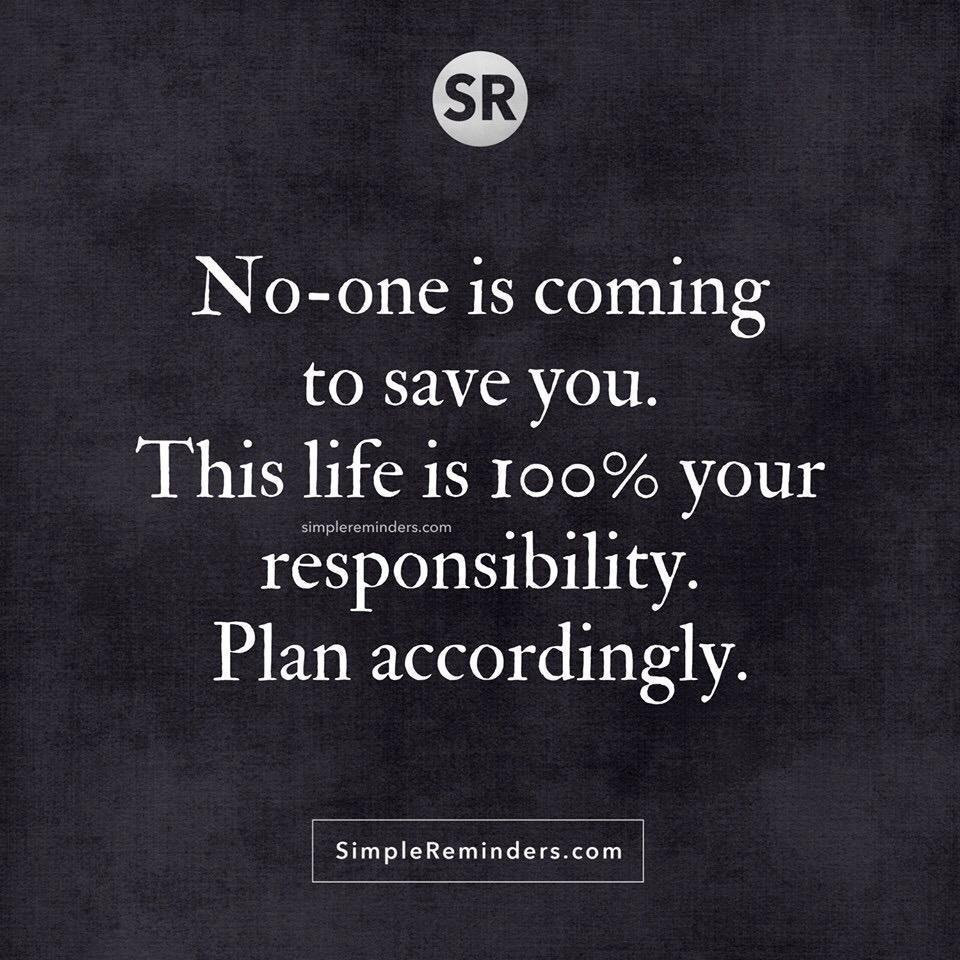 SR
No-one is coming
to save you.
This life is 100% your
simplereminders.com
responsibility.
Plan accordingly.
SimpleReminders.com